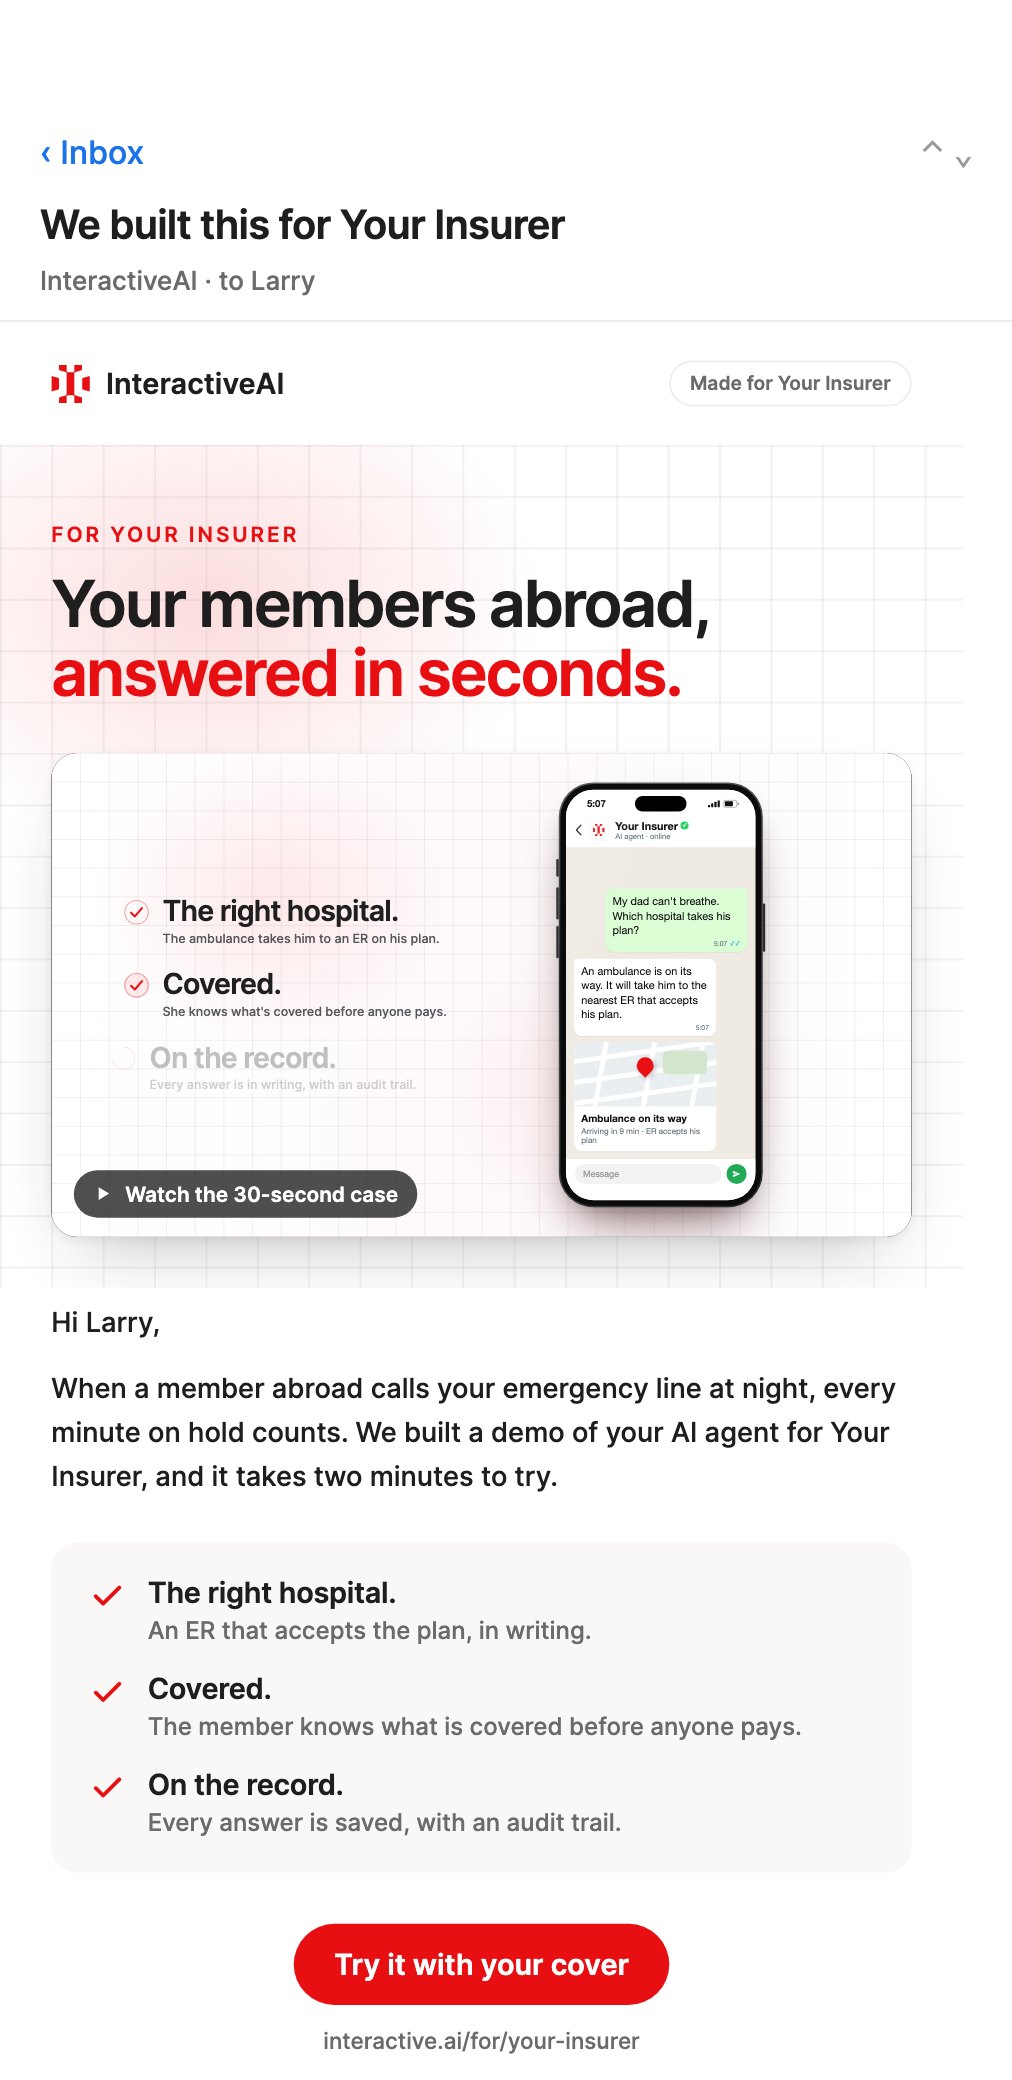 ‹ Inbox
We built this for Your Insurer
InteractiveAI · to Larry
InteractiveAI
Made for Your Insurer
FOR YOUR INSURER
Your members abroad,
answered in seconds.
The right hospital.
The ambulance takes him to an ER on his plan.
Covered.
She knows what's covered before anyone pays.
On the record.
Every answer is in writing, with an audit trail.
Watch the 30-second case
5:07
Your Insurer
AI agent · online
My dad can't breathe.
Which hospital takes his
plan?
5:07 ✓✓
An ambulance is on its
way. It will take him to the
nearest ER that accepts
his plan.
5:07
Ambulance on its way
Arriving in 9 min · ER accepts his
plan
Message
Hi Larry,
When a member abroad calls your emergency line at night, every
minute on hold counts. We built a demo of your AI agent for Your
Insurer, and it takes two minutes to try.
The right hospital.
An ER that accepts the plan, in writing.
Covered.
The member knows what is covered before anyone pays.
On the record.
Every answer is saved, with an audit trail.
Try it with your cover
interactive.ai/for/your-insurer